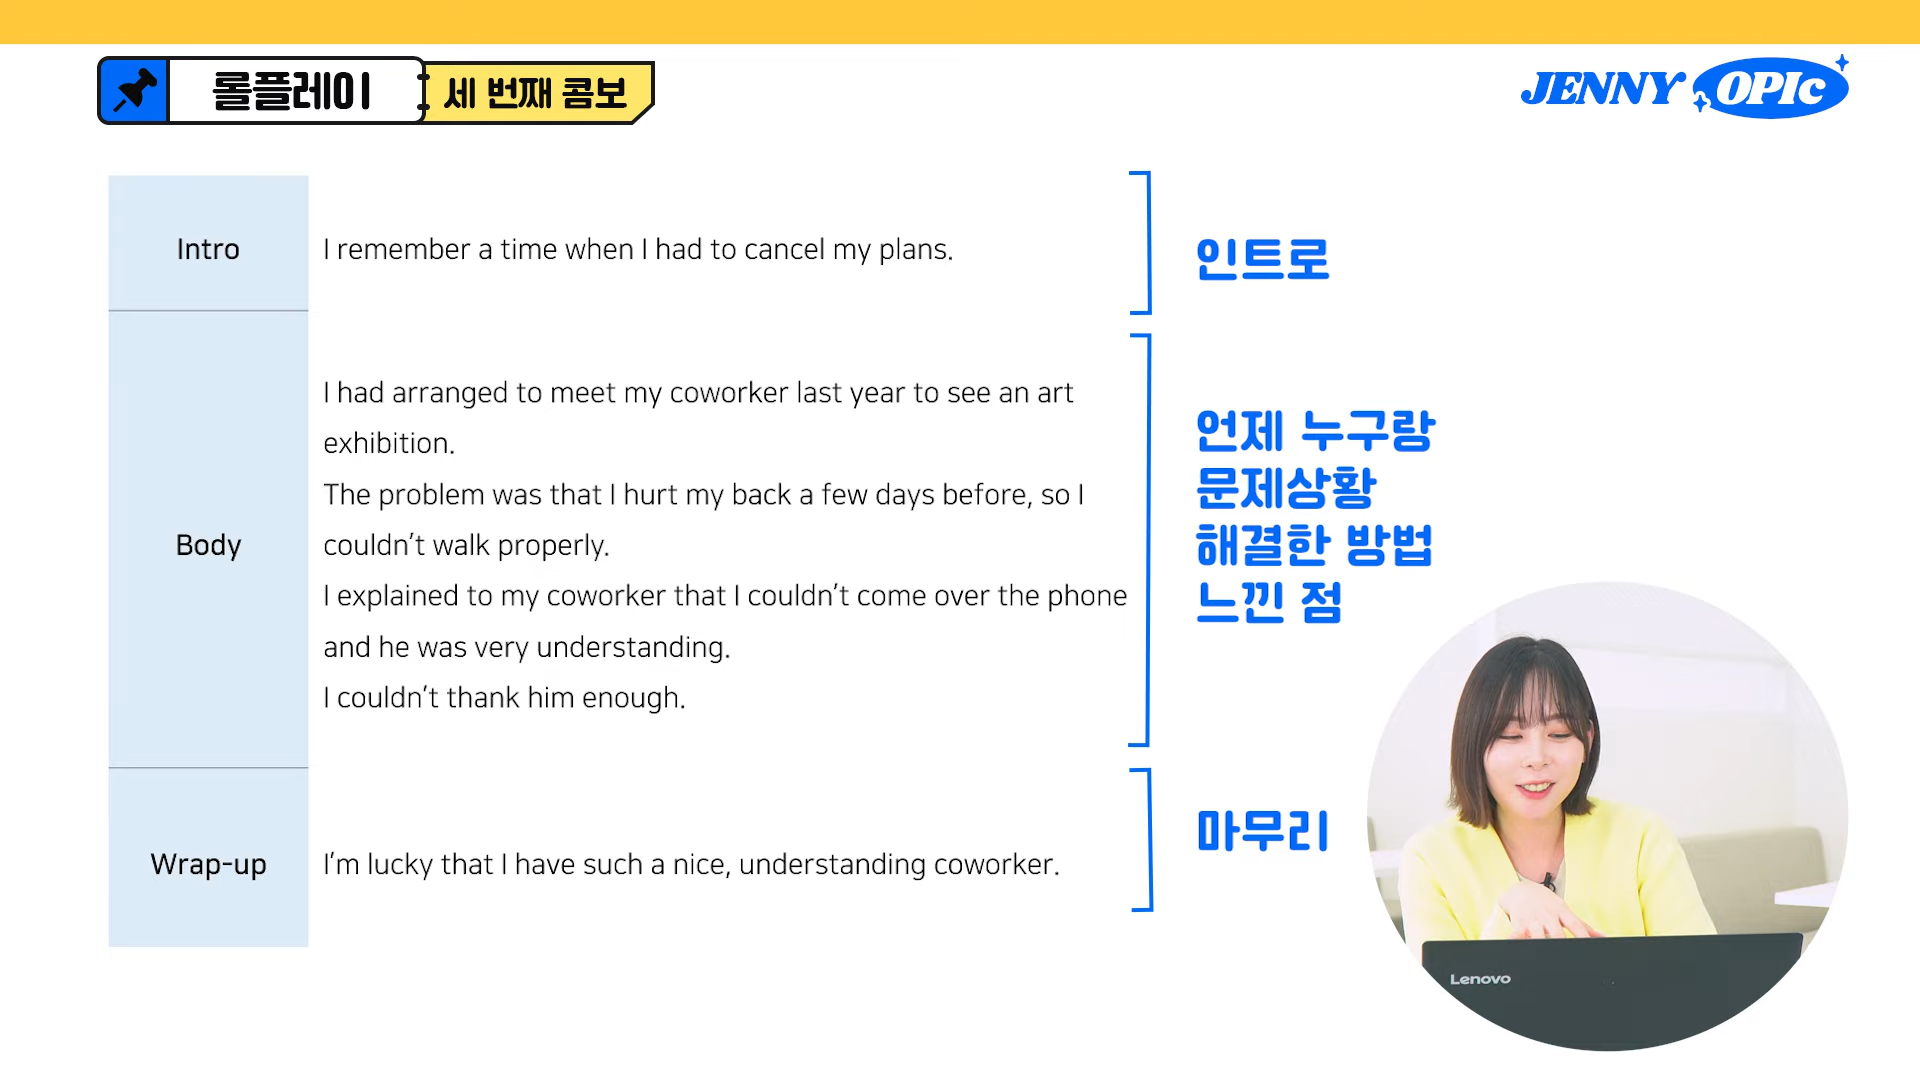 롤플레이
세 번째 콤보
JENNY OPIc
Intro
I remember a time when I had to cancel my plans.
인트로
Body
I had arranged to meet my coworker last year to see an art
exhibition.
The problem was that I hurt my back a few days before, so I
couldn't walk properly.
I explained to my coworker that I couldn't come over the phone
and he was very understanding.
I couldn't thank him enough.
언제 누구랑
문제상황
해결한 방법
느낀 점
Wrap-up
I'm lucky that I have such a nice, understanding coworker.
마무리
Lenovo